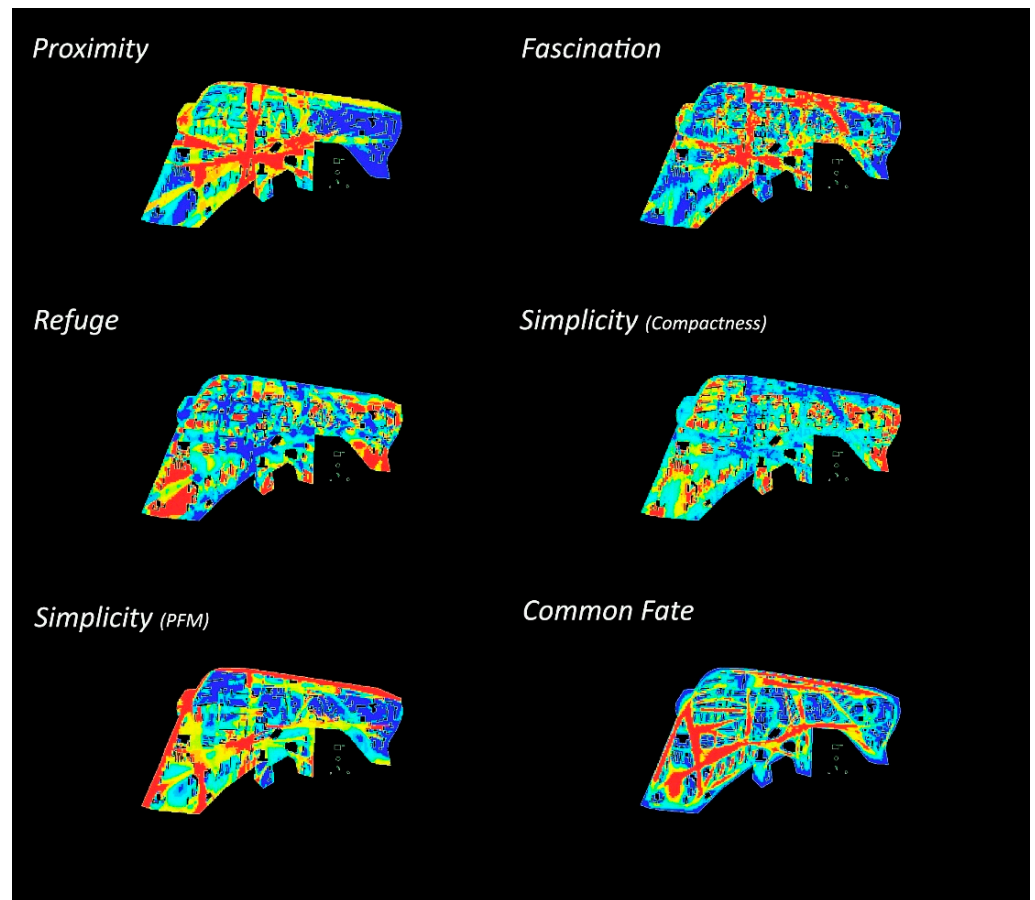 Proximity
Fascination
Refuge
Simplicity (Compactness)
Simplicity (PFM)
Common Fate